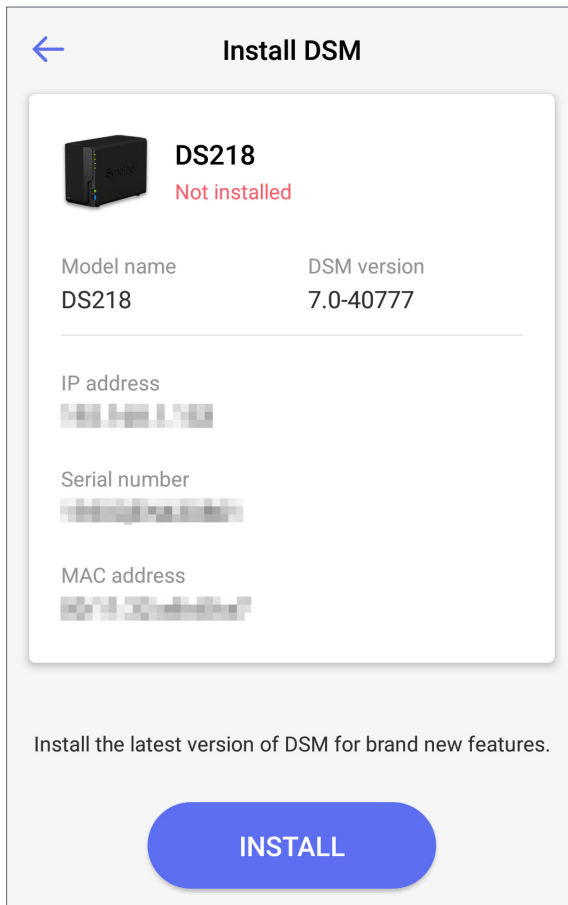 Install DSM
DS218
Not installed
Model name
DSM version
DS218
7.0-40777
IP address
Serial number
MAC address
Install the latest version of DSM for brand new features.
INSTALL